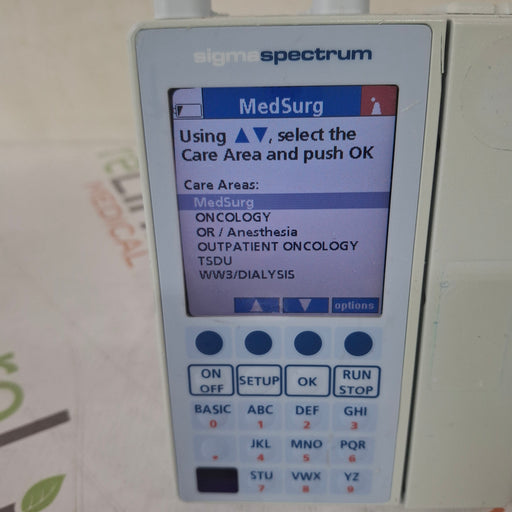 sigmaspectrum
MedSurg
Using ▲▼, select the
Care Area and push OK
Care Areas:
MedSurg
ONCOLOGY
OR / Anesthesia
OUTPATIENT ONCOLOGY
TSDU
WW3/DIALYSIS
options
ON OFF
SETUP
OK
RUN STOP
BASIC ABC DEF GHI
0 1 2 3
JKL MNO PQR
. 4 5 6
STU VWX YZ
7 8 9
MEDICAL